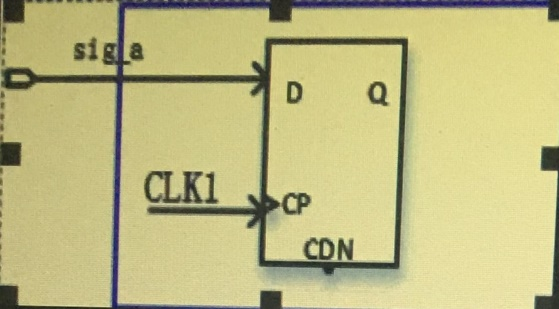 sig_a
D Q
CLK1
CP
CDN